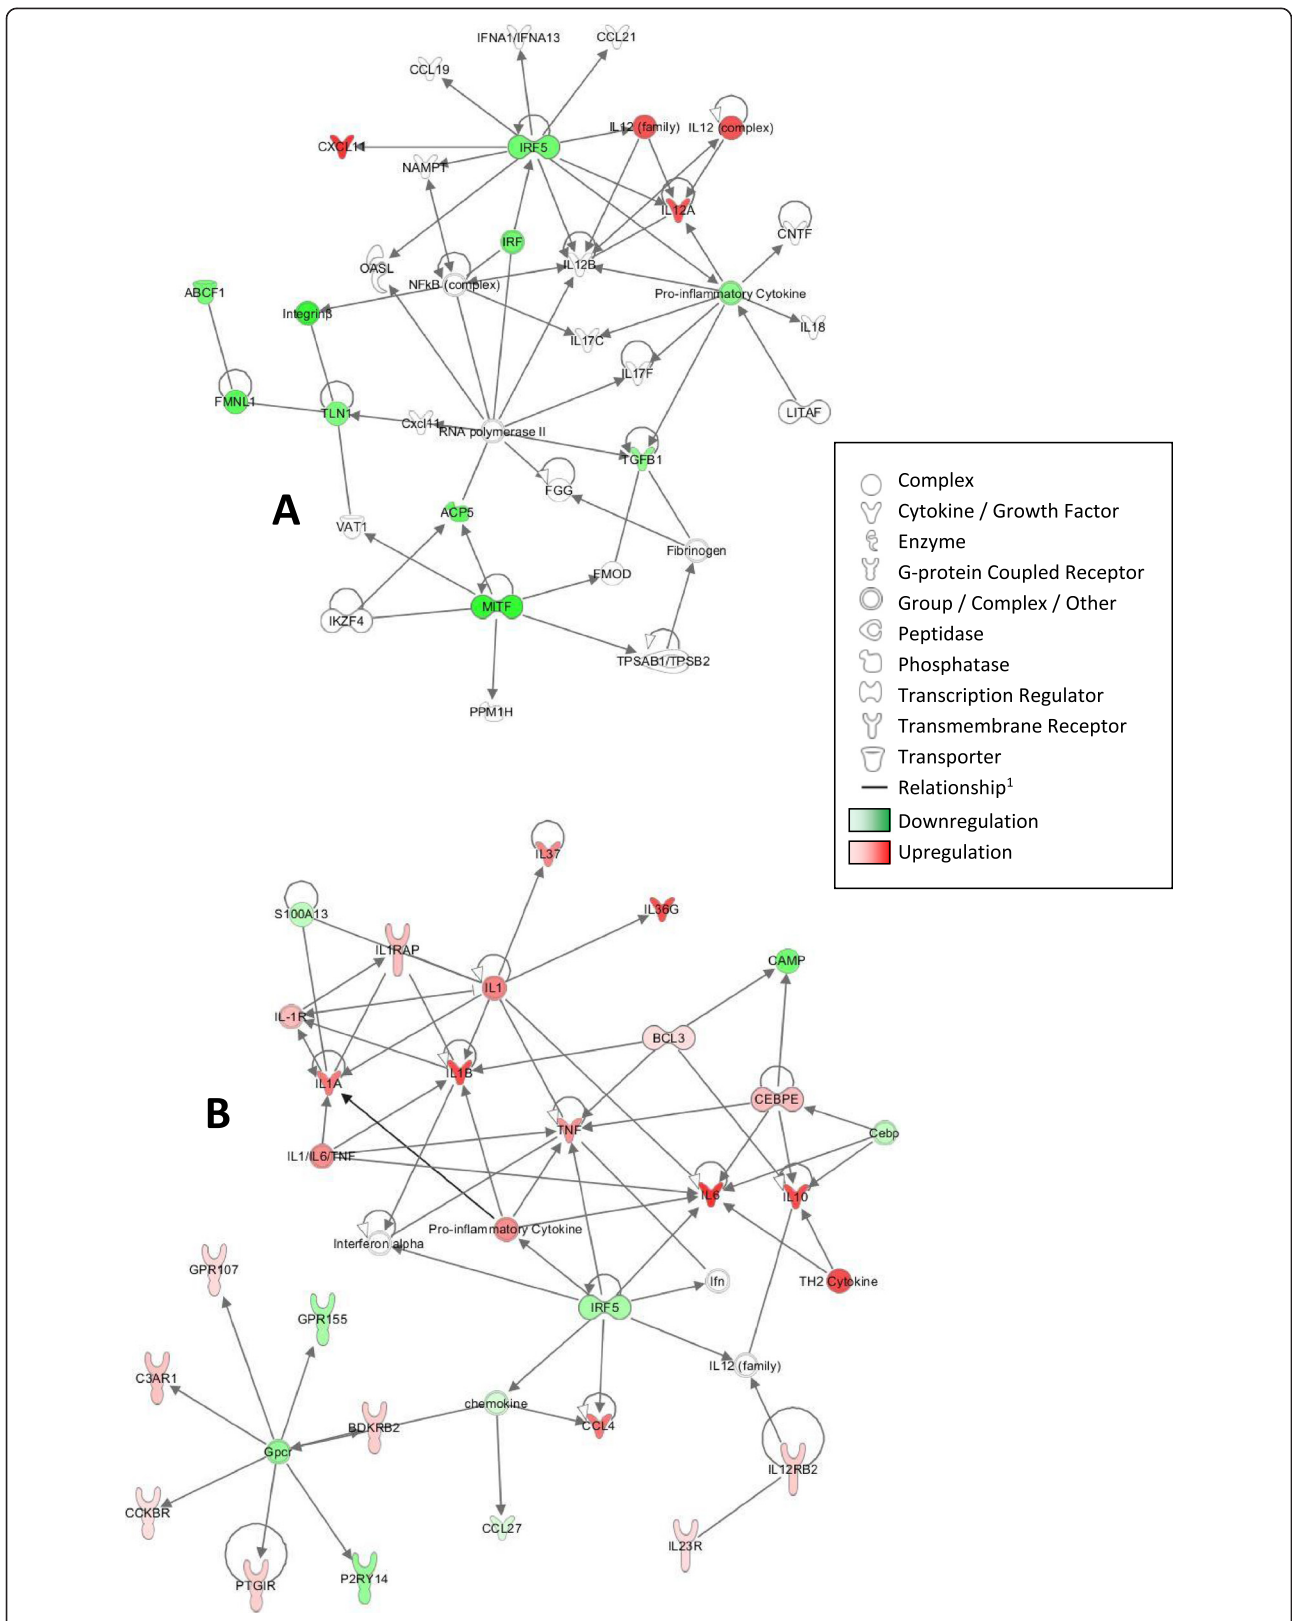 IFNA1/IFNA13
CCL21
CCL19
IL12 (family)
IL12 (complex)
CXCL11
IRF5
NAMPT
IL12A
CNTF
IRF
OASL
IL12B
NFkB (complex)
Pro-inflammatory Cytokine
ABCF1
Integrinβ
IL18
IL17C
IL17F
FMNL1
TLN1
LITAF
Cxcl11
RNA polymerase II
TGFB1
FGG
A
ACP5
VAT1
Fibrinogen
FMOD
MITF
IKZF4
TPSAB1/TPSB2
PPM1H
Complex
Cytokine / Growth Factor
Enzyme
G-protein Coupled Receptor
Group / Complex / Other
Peptidase
Phosphatase
Transcription Regulator
Transmembrane Receptor
Transporter
Relationship1
Downregulation
Upregulation
IL37
S100A13
IL36G
IL1RAP
CAMP
IL1
IL-1R
BCL3
IL1A
IL1B
B
CEBPE
TNF
Cebp
IL1/IL6/TNF
IL6
IL10
Pro-inflammatory Cytokine
Interferon alpha
GPR107
Ifn
TH2 Cytokine
GPR155
IRF5
C3AR1
IL12 (family)
chemokine
BDKRB2
CCL4
Gpcr
IL12RB2
CCKBR
CCL27
IL23R
PTGIR
P2RY14